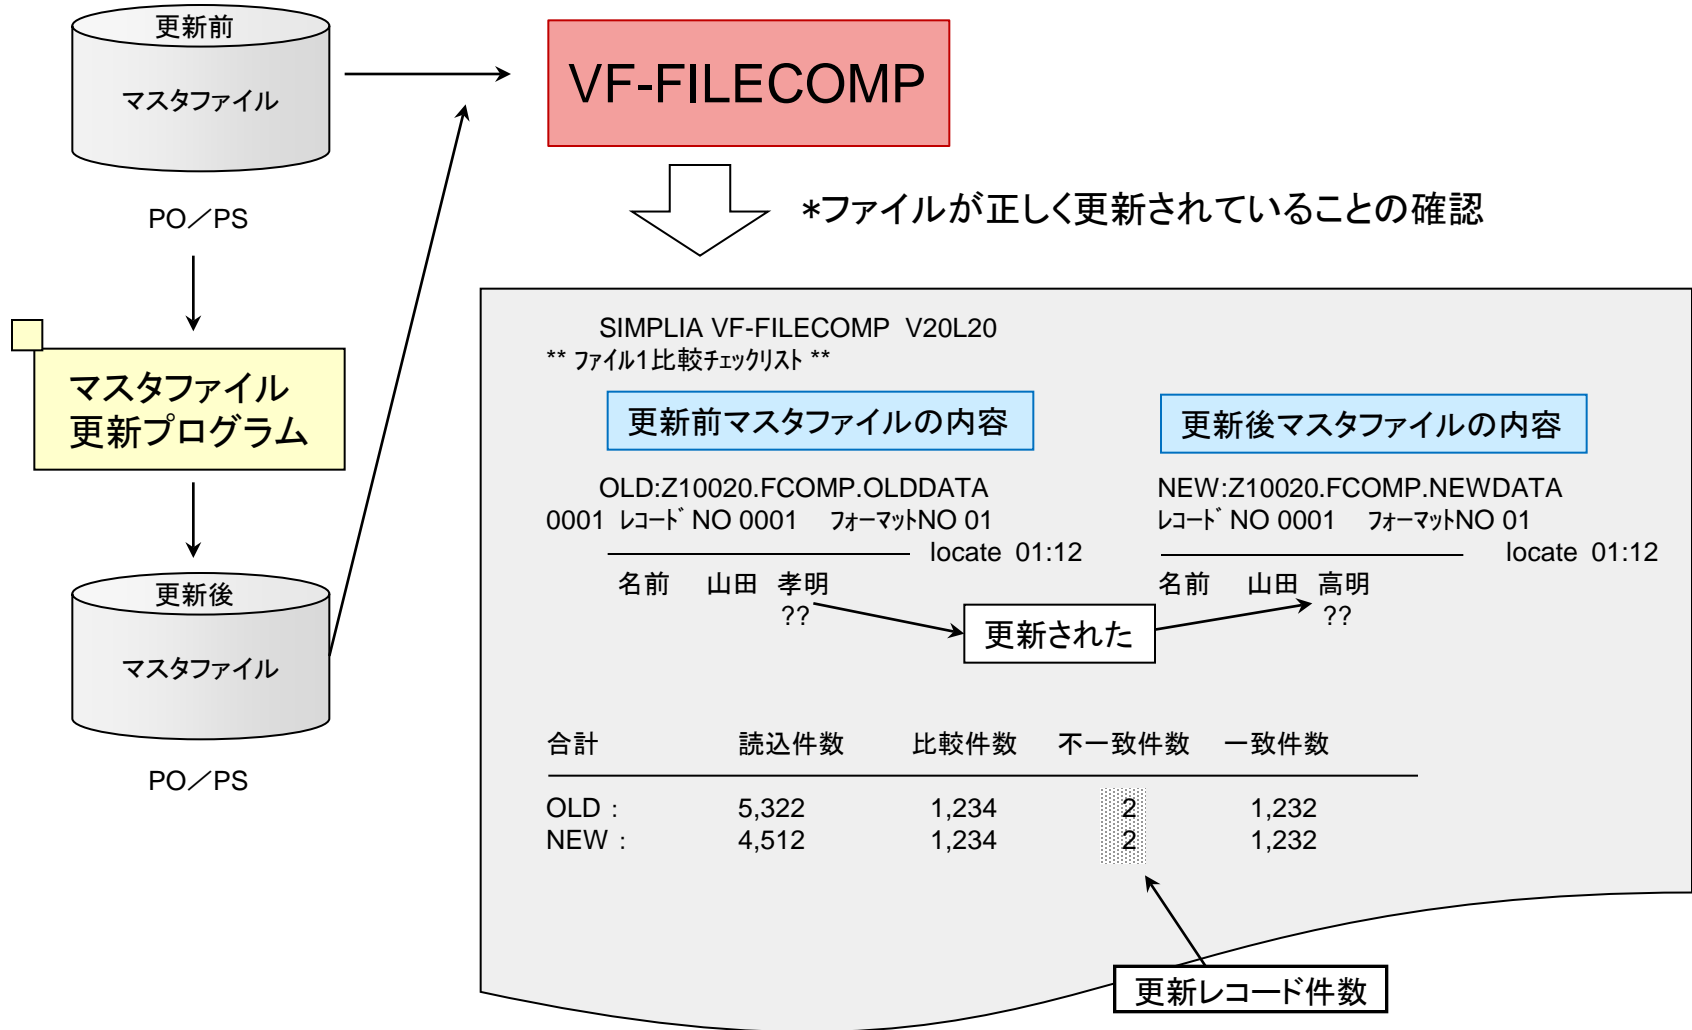 更新前
マスタファイル
PO／PS
マスタファイル
更新プログラム
更新後
マスタファイル
PO／PS
VF-FILECOMP
*ファイルが正しく更新されていることの確認
SIMPLIA VF-FILECOMP V20L20
** ﾌｧｲﾙ1比較ﾁｪｯｸﾘｽﾄ **
更新前マスタファイルの内容 更新後マスタファイルの内容
OLD:Z10020.FCOMP.OLDDATA NEW:Z10020.FCOMP.NEWDATA
0001 ﾚｺｰﾄﾞ NO 0001 ﾌｫｰﾏｯﾄNO 01 ﾚｺｰﾄﾞ NO 0001 ﾌｫｰﾏｯﾄNO 01
locate 01:12 locate 01:12
名前 山田 孝明 名前 山田 高明
?? ??
更新された
合計 読込件数 比較件数 不一致件数 一致件数
OLD : 5,322 1,234 2 1,232
NEW : 4,512 1,234 2 1,232
更新レコード件数